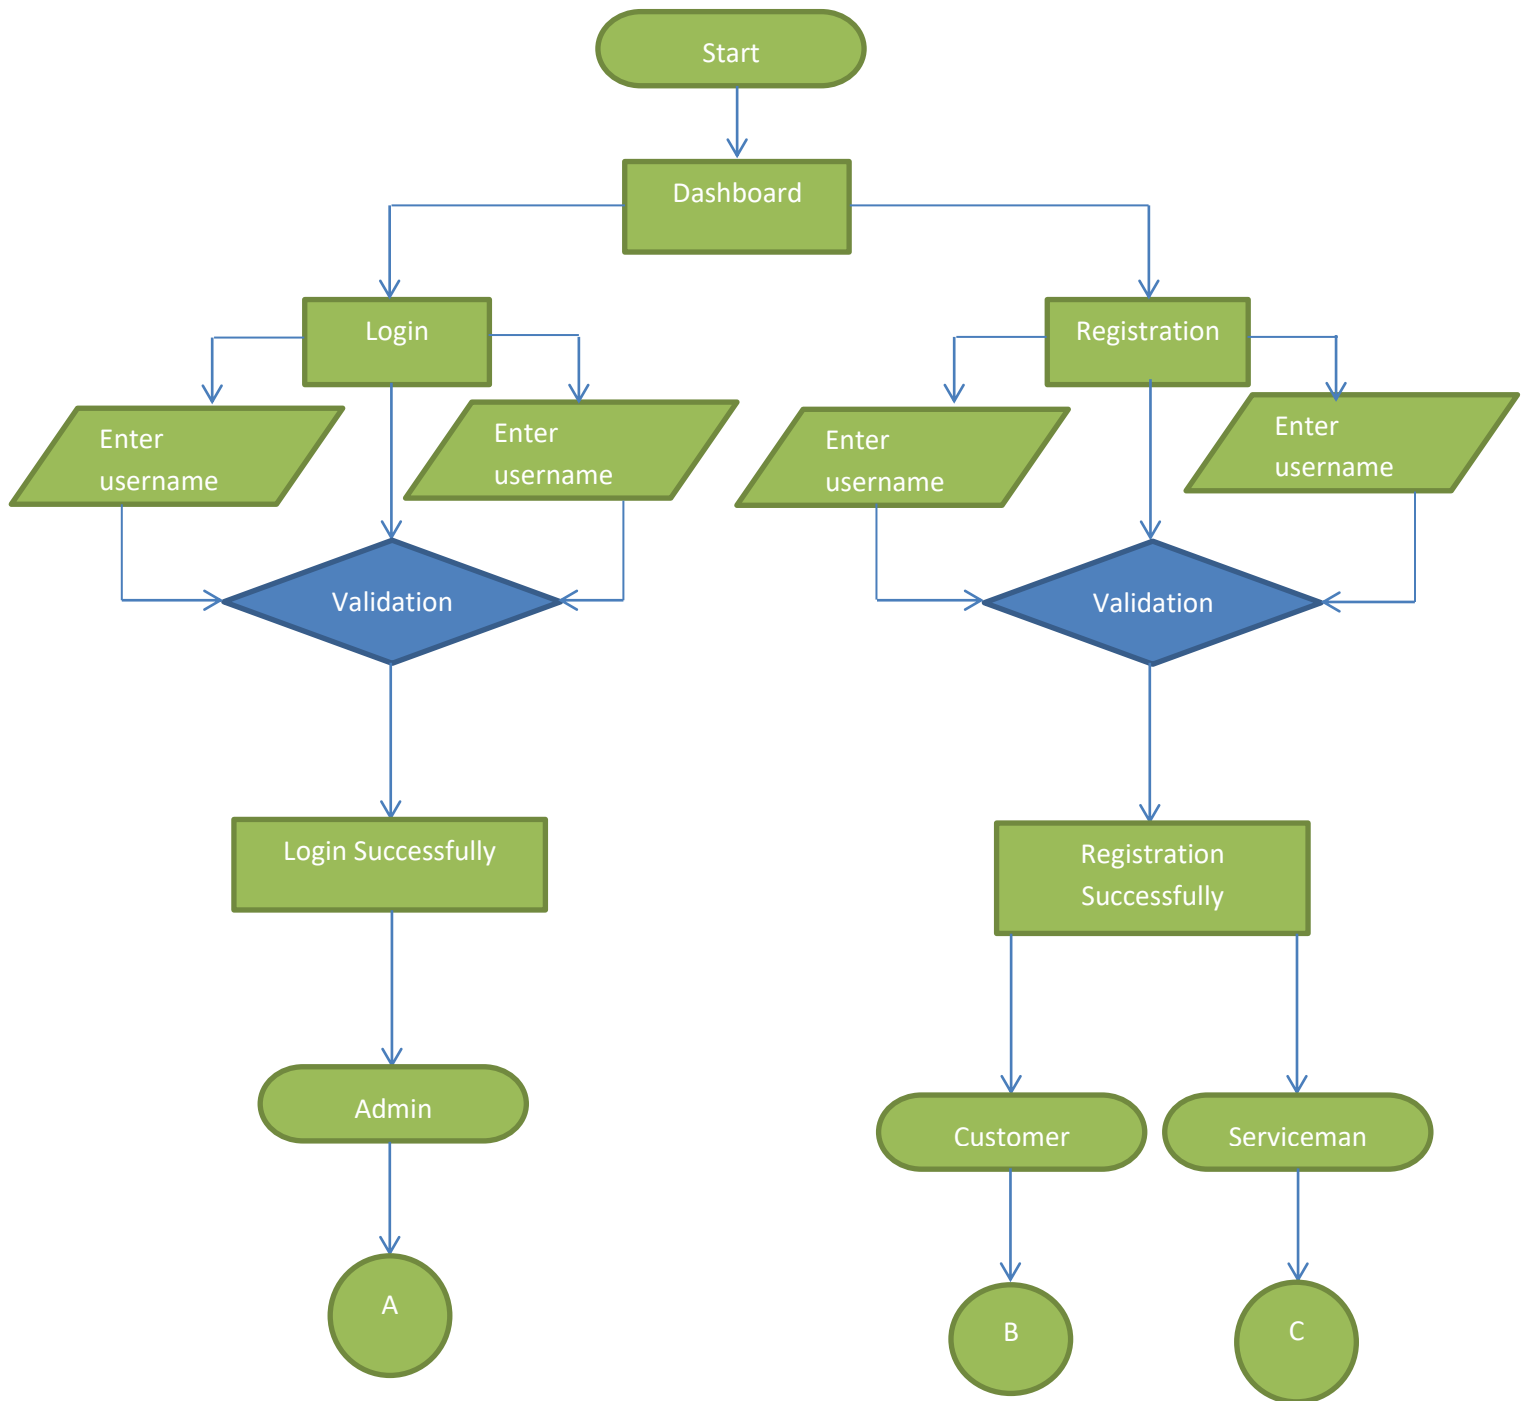 Start
Dashboard
Login
Registration
Enter
username
Enter
username
Enter
username
Enter
username
Validation
Validation
Login Successfully
Registration
Successfully
Admin
Customer
Serviceman
A
B
C